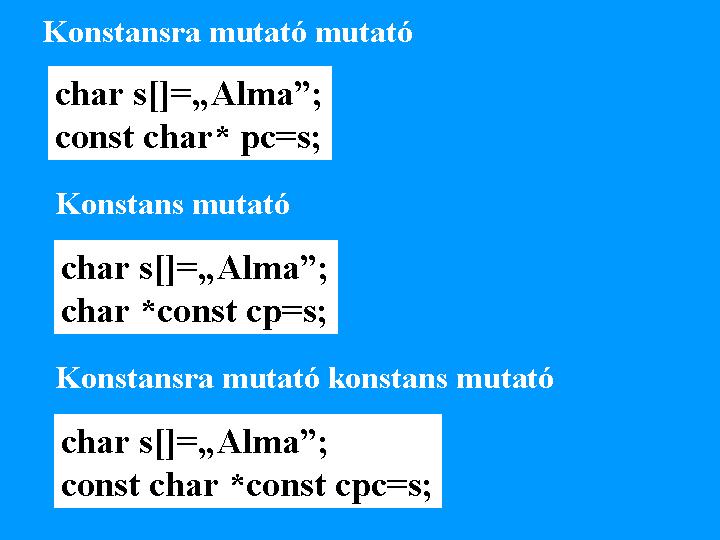 Konstansra mutató mutató
char s[]=„Alma”;
const char* pc=s;
Konstans mutató
char s[]=„Alma”;
char *const cp=s;
Konstansra mutató konstans mutató
char s[]=„Alma”;
const char *const cpc=s;